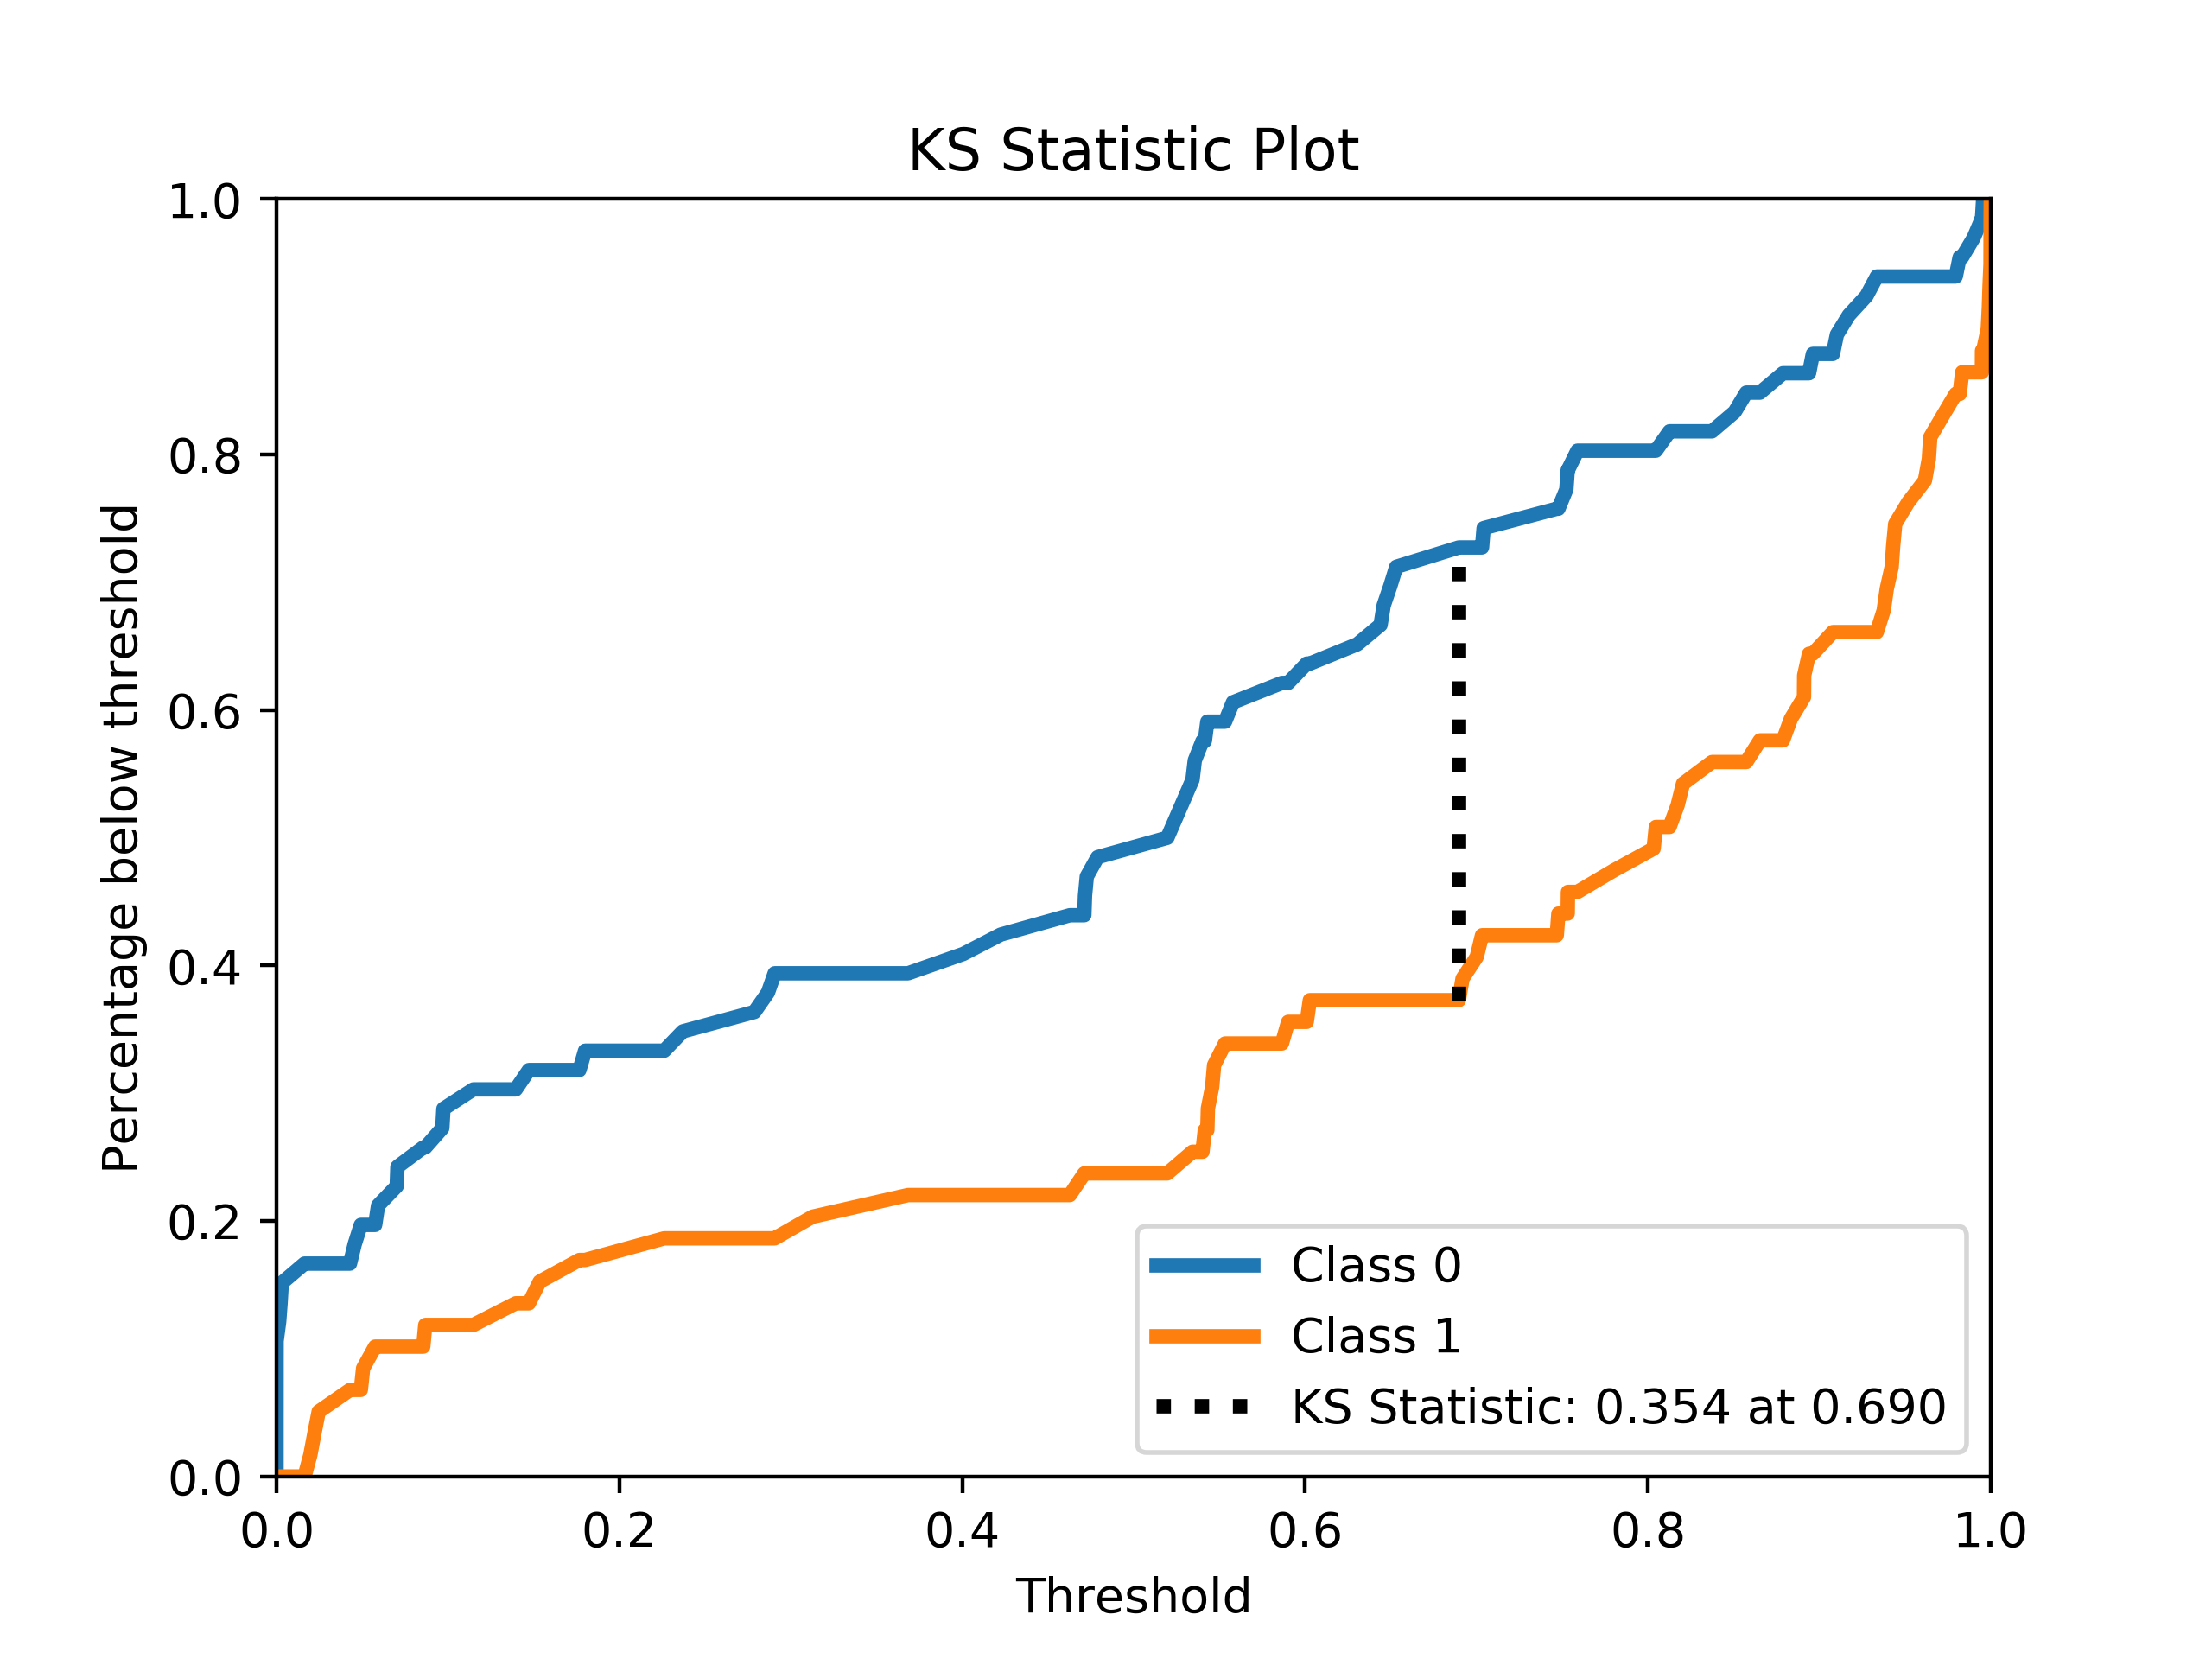 KS Statistic Plot
1.0
0.8
0.6
0.4
0.2
0.0
Percentage below threshold
Class 0
Class 1
KS Statistic: 0.354 at 0.690
0.0 0.2 0.4 0.6 0.8 1.0
Threshold